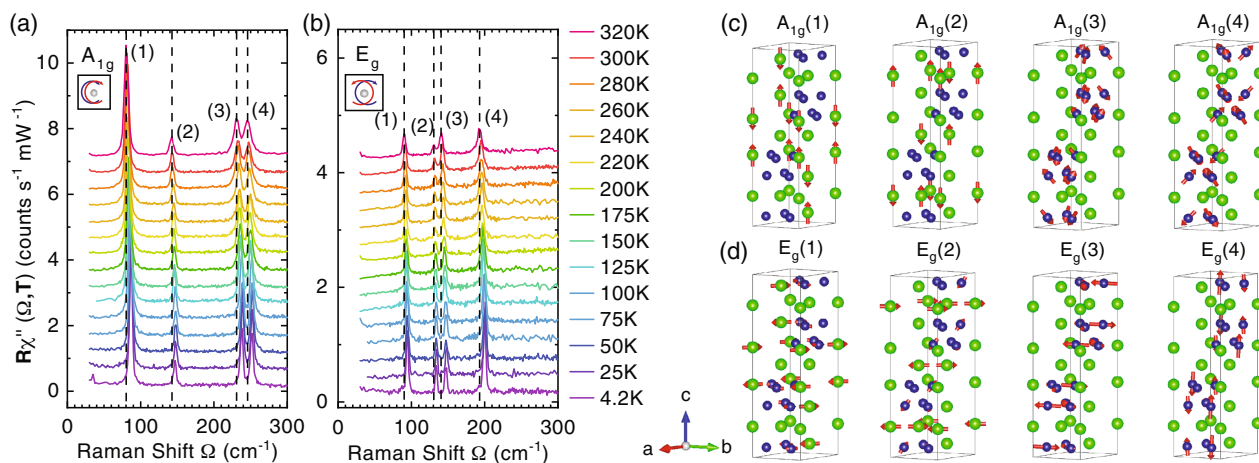 (a)
A1g
Rχ'' (Ω,T) (counts s-1 mW-1)
10
8
6
4
2
0
(1)
(2)
(3)
(4)
0
100
200
300
Raman Shift Ω (cm-1)
(b)
Eg
6
4
2
0
(1)
(2)
(3)
(4)
0
100
200
300
Raman Shift Ω (cm-1)
320K
300K
280K
260K
240K
220K
200K
175K
150K
125K
100K
75K
50K
25K
4.2K
(c)
A1g(1)
A1g(2)
A1g(3)
A1g(4)
(d)
Eg(1)
Eg(2)
Eg(3)
Eg(4)
c
a
b